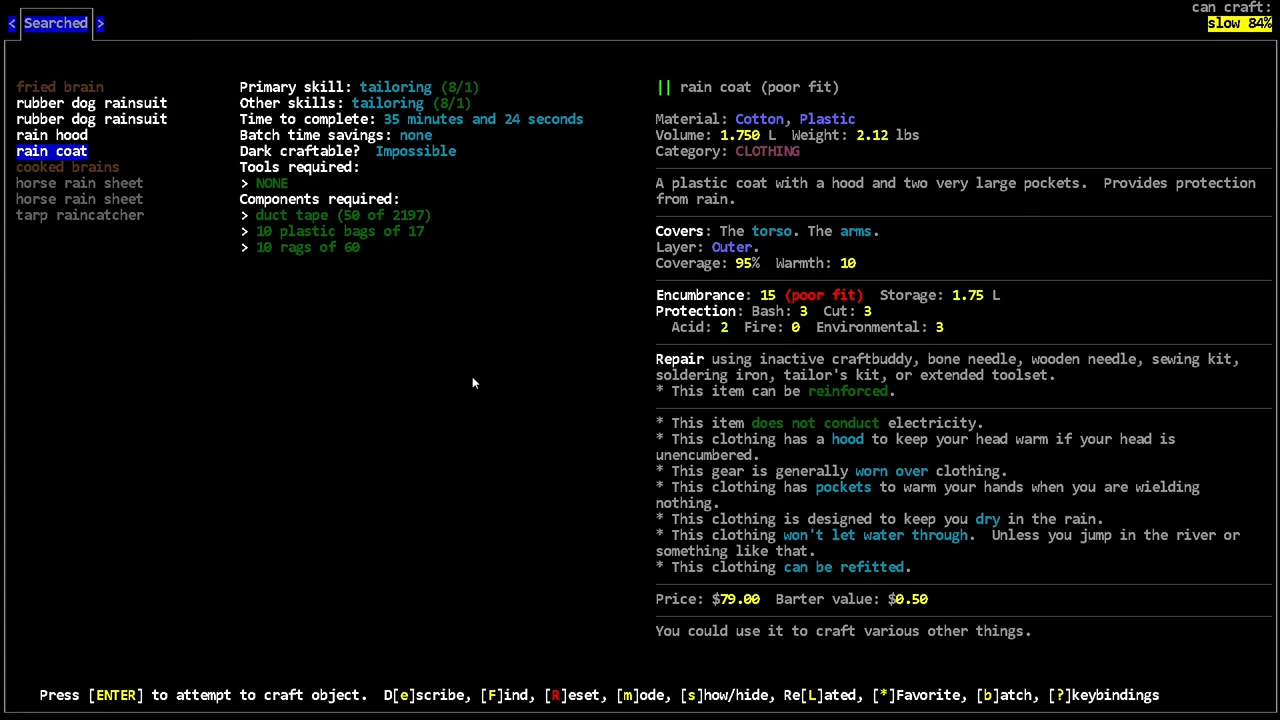 can craft:
< Searched >
slow 84%
fried brain
rubber dog rainsuit
rubber dog rainsuit
rain hood
rain coat
cooked brains
horse rain sheet
horse rain sheet
tarp raincatcher
Primary skill: tailoring (8/1)
Other skills: tailoring (8/1)
Time to complete: 35 minutes and 24 seconds
Batch time savings: none
Dark craftable? Impossible
Tools required:
> NONE
Components required:
> duct tape (50 of 2197)
> 10 plastic bags of 17
> 10 rags of 60
|| rain coat (poor fit)
Material: Cotton, Plastic
Volume: 1.750 L Weight: 2.12 lbs
Category: CLOTHING
A plastic coat with a hood and two very large pockets. Provides protection
from rain.
Covers: The torso. The arms.
Layer: Outer.
Coverage: 95% Warmth: 10
Encumbrance: 15 (poor fit) Storage: 1.75 L
Protection: Bash: 3 Cut: 3
Acid: 2 Fire: 0 Environmental: 3
Repair using inactive craftbuddy, bone needle, wooden needle, sewing kit,
soldering iron, tailor's kit, or extended toolset.
* This item can be reinforced.
* This item does not conduct electricity.
* This clothing has a hood to keep your head warm if your head is
unencumbered.
* This gear is generally worn over clothing.
* This clothing has pockets to warm your hands when you are wielding
nothing.
* This clothing is designed to keep you dry in the rain.
* This clothing won't let water through. Unless you jump in the river or
something like that.
* This clothing can be refitted.
Price: $79.00 Barter value: $0.50
You could use it to craft various other things.
Press [ENTER] to attempt to craft object. D[e]scribe, [F]ind, [R]eset, [m]ode, [s]how/hide, Re[L]ated, [*]Favorite, [b]atch, [?]keybindings